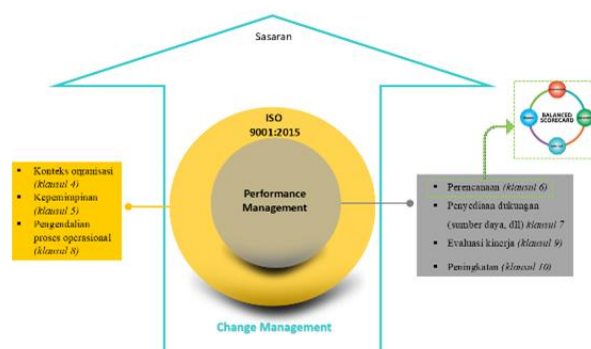 Sasaran
ISO
9001:2015
BALANCED
SCORECARD
Konteks organisasi
(klausul 4)
Kepemimpinan
(klausul 5)
Pengendalian
proses operasional
(klausul 8)
Performance
Management
Perencanaan (klausul 6)
Penyediaan dukungan
(sumber daya, dll) klausul 7
Evaluasi kinerja (klausul 9)
Peningkatan (klausul 10)
Change Management